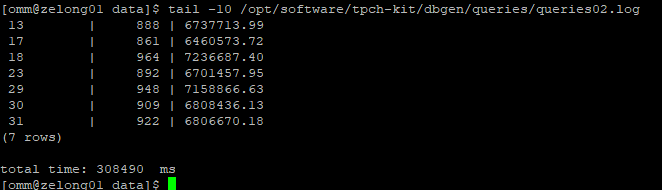 [omm@zelong01 data]$ tail -10 /opt/software/tpch-kit/dbgen/queries/queries02.log
13 | 888 | 6737713.99
17 | 861 | 6460573.72
18 | 964 | 7236687.40
23 | 892 | 6701457.95
29 | 948 | 7158866.63
30 | 909 | 6808436.13
31 | 922 | 6806670.18
(7 rows)
total time: 308490 ms
[omm@zelong01 data]$